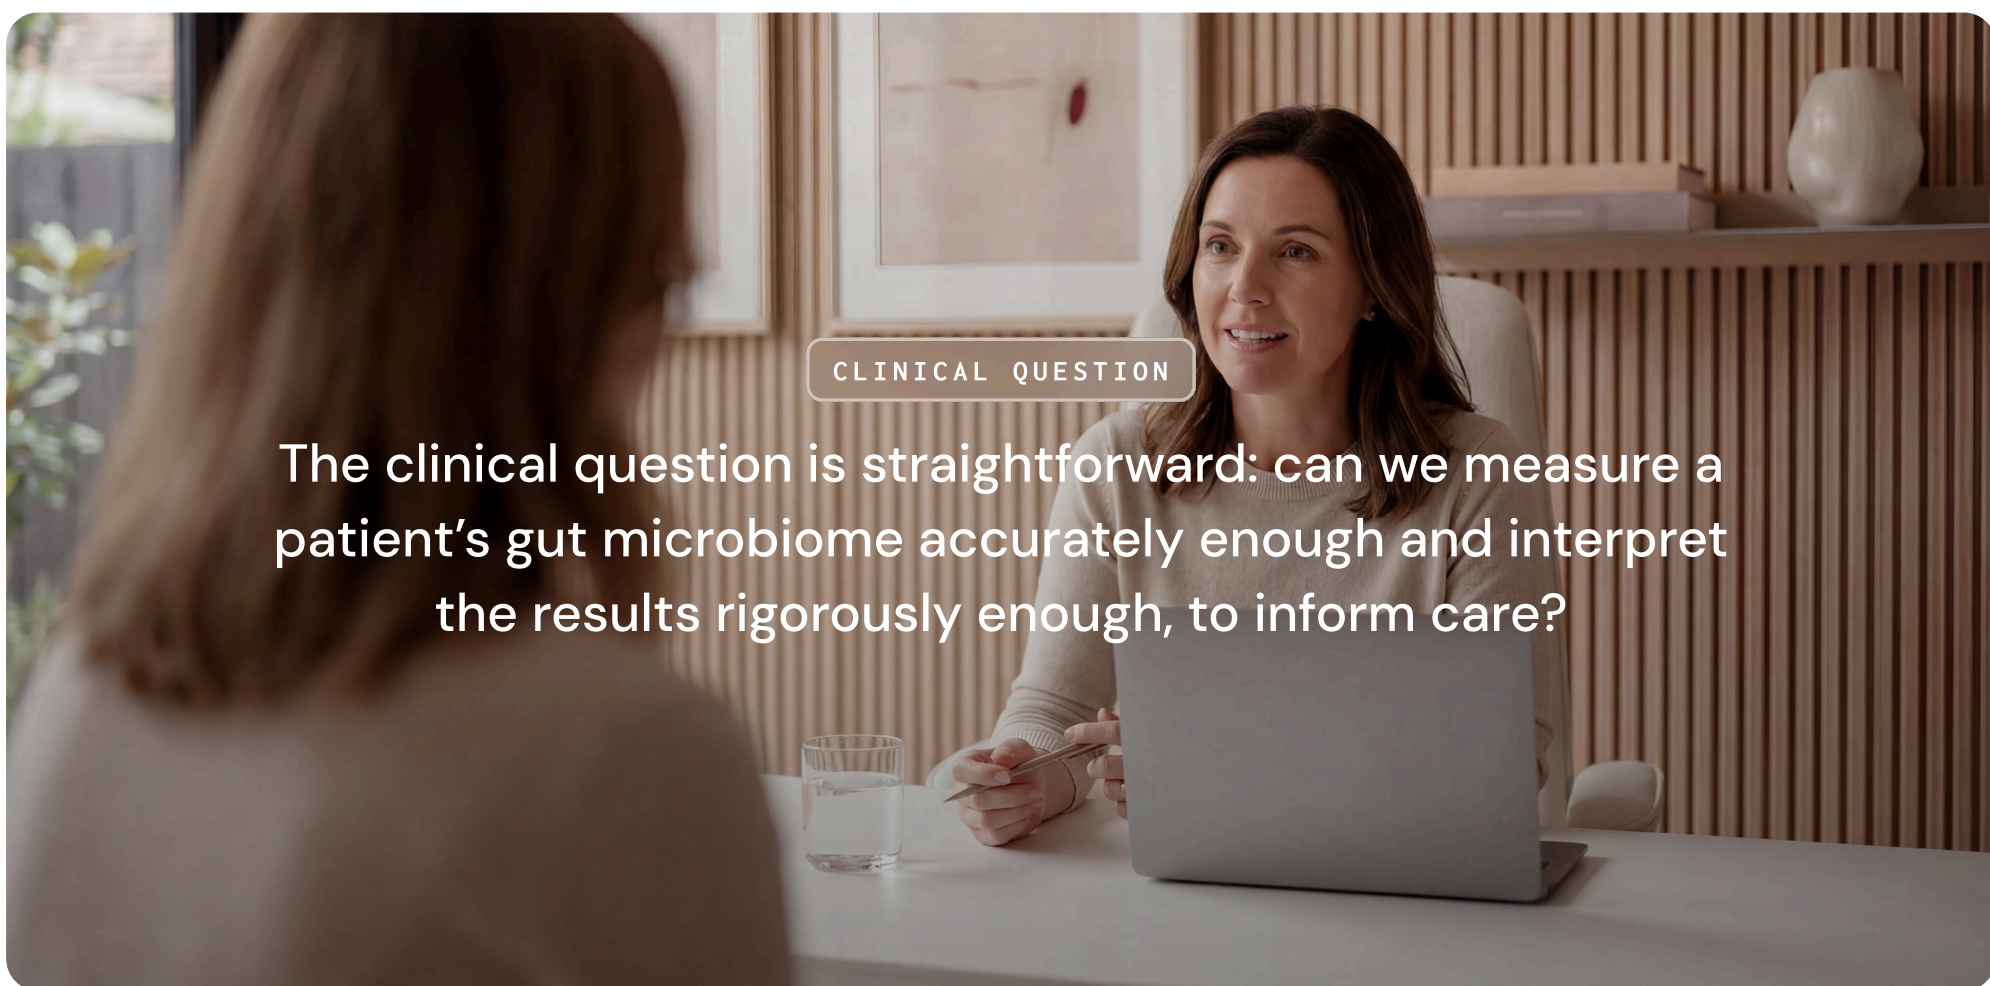 CLINICAL QUESTION
The clinical question is straightforward: can we measure a
patient’s gut microbiome accurately enough and interpret
the results rigorously enough, to inform care?